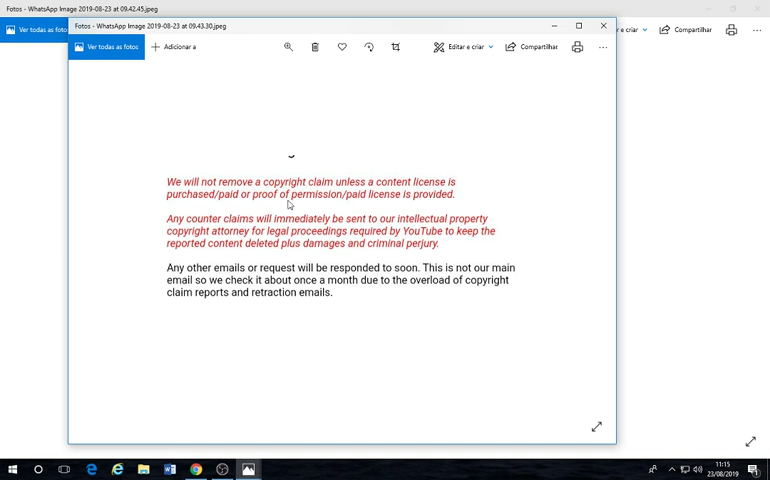 Fotos - WhatsApp Image 2019-08-23 at 09.42.45.jpeg
Fotos - WhatsApp Image 2019-08-23 at 09.43.30.jpeg
Ver todas as fotos
Ver todas as fotos
Adicionar a
Editar e criar
Compartilhar
r e criar
Compartilhar
We will not remove a copyright claim unless a content license is
purchased/paid or proof of permission/paid license is provided.
Any counter claims will immediately be sent to our intellectual property
copyright attorney for legal proceedings required by YouTube to keep the
reported content deleted plus damages and criminal perjury.
Any other emails or request will be responded to soon. This is not our main
email so we check it about once a month due to the overload of copyright
claim reports and retraction emails.
11:15
23/08/2019